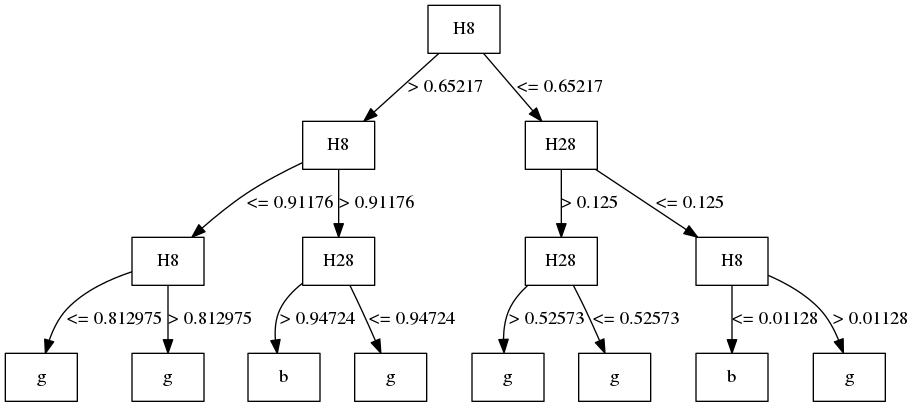 H8
> 0.65217
<= 0.65217
H8
H28
<= 0.91176
> 0.91176
> 0.125
<= 0.125
H8
H28
H28
H8
<= 0.812975
> 0.812975
> 0.94724
<= 0.94724
> 0.52573
<= 0.52573
<= 0.01128
> 0.01128
g
g
b
g
g
g
b
g